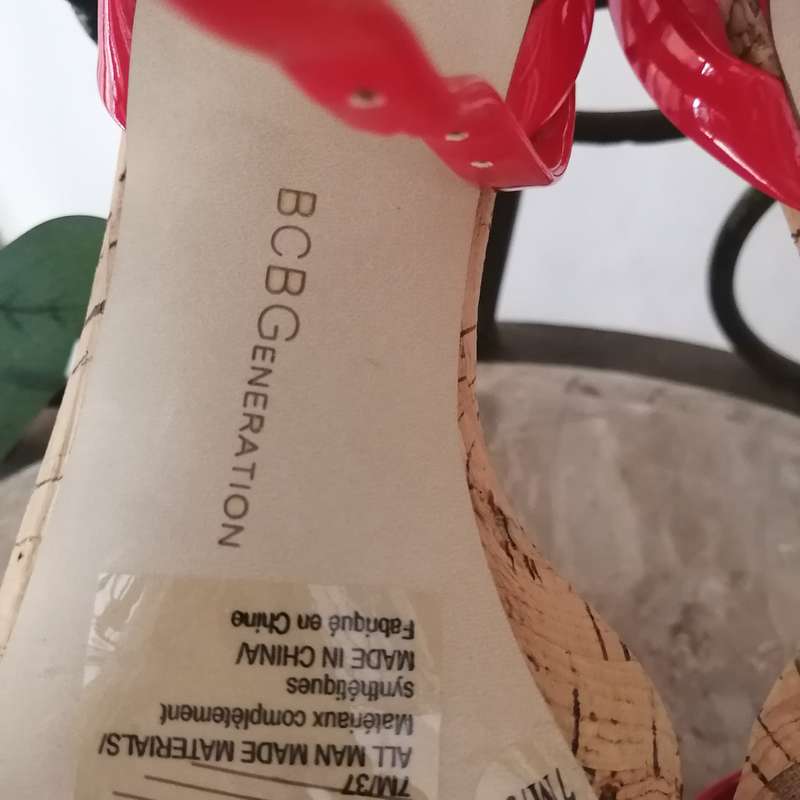 BCBGENERATION
7M/37
ALL MAN MADE MATERIALS/
Matériaux complètement
synthétiques
MADE IN CHINA/
Fabriqué en Chine